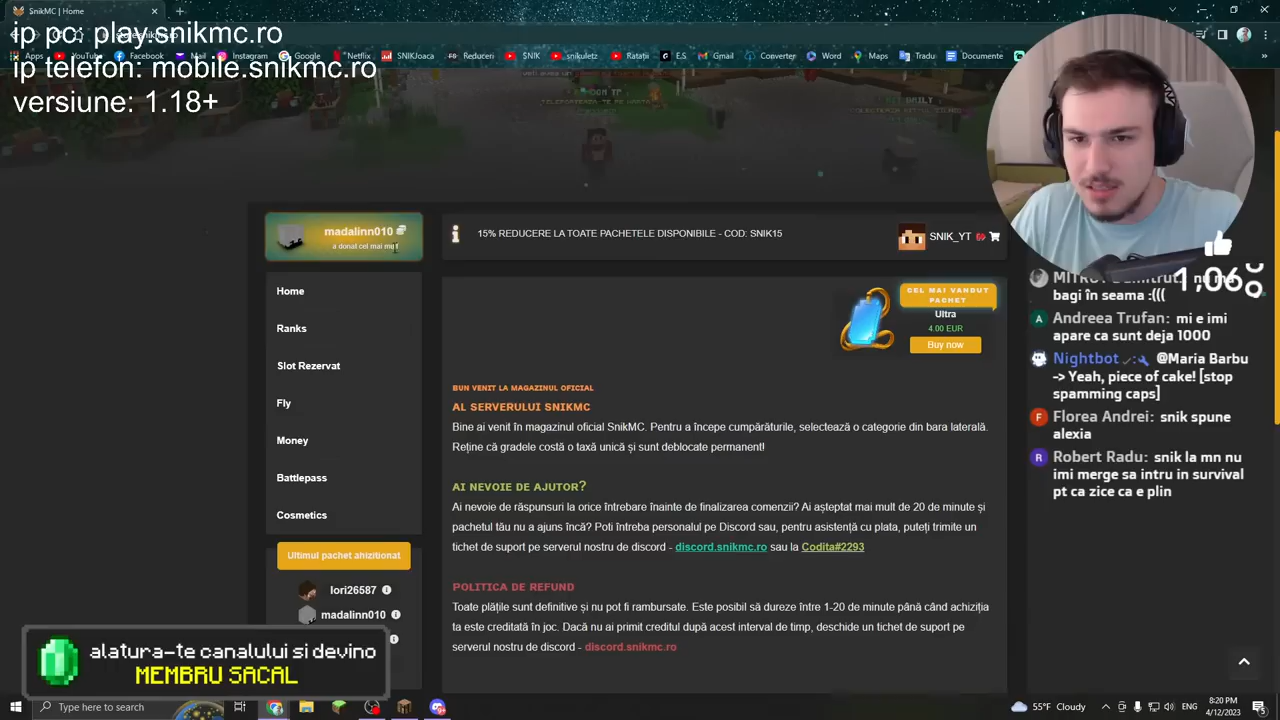 SnikMC | Home
ip pc: play.snikmc.ro
ip telefon: mobile.snikmc.ro
versiune: 1.18+
Apps
YouTube
Facebook
Mail
Instagram
Google
Netflix
SNIKJoaca
Reduceri
SNIK
snikuletz
Ratații
E.S
Gmail
Converter
Word
Maps
Tradu
Documente
madalinn010
a donat cel mai mult
15% REDUCERE LA TOATE PACHETELE DISPONIBILE - COD: SNIK15
SNIK_YT
Home
Ranks
Slot Rezervat
Fly
Money
Battlepass
Cosmetics
Ultimul pachet ahizitionat
Iori26587
madalinn010
CEL MAI VANDUT
PACHET
Ultra
4.00 EUR
Buy now
BUN VENIT LA MAGAZINUL OFICIAL
AL SERVERULUI SNIKMC
Bine ai venit în magazinul oficial SnikMC. Pentru a începe cumpărăturile, selectează o categorie din bara laterală.
Reține că gradele costă o taxă unică și sunt deblocate permanent!
AI NEVOIE DE AJUTOR?
Ai nevoie de răspunsuri la orice întrebare înainte de finalizarea comenzii? Ai așteptat mai mult de 20 de minute și
pachetul tău nu a ajuns încă? Poti întreba personalul pe Discord sau, pentru asistență cu plata, puteți trimite un
tichet de suport pe serverul nostru de discord - discord.snikmc.ro sau la Codita#2293
POLITICA DE REFUND
Toate plățile sunt definitive și nu pot fi rambursate. Este posibil să dureze între 1-20 de minute până când achiziția
ta este creditată în joc. Dacă nu ai primit creditul după acest interval de timp, deschide un tichet de suport pe
serverul nostru de discord - discord.snikmc.ro
1,06
bagi în seama :(((
Andreea Trufan: mi e imi
apare ca sunt deja 1000
Nightbot @Maria Barbu
-> Yeah, piece of cake! [stop
spamming caps]
Florea Andrei: snik spune
alexia
Robert Radu: snik la mn nu
imi merge sa intru in survival
pt ca zice ca e plin
alatura-te canalului si devino
MEMBRU SACAL
Type here to search
55°F Cloudy
ENG
8:20 PM
4/12/2023